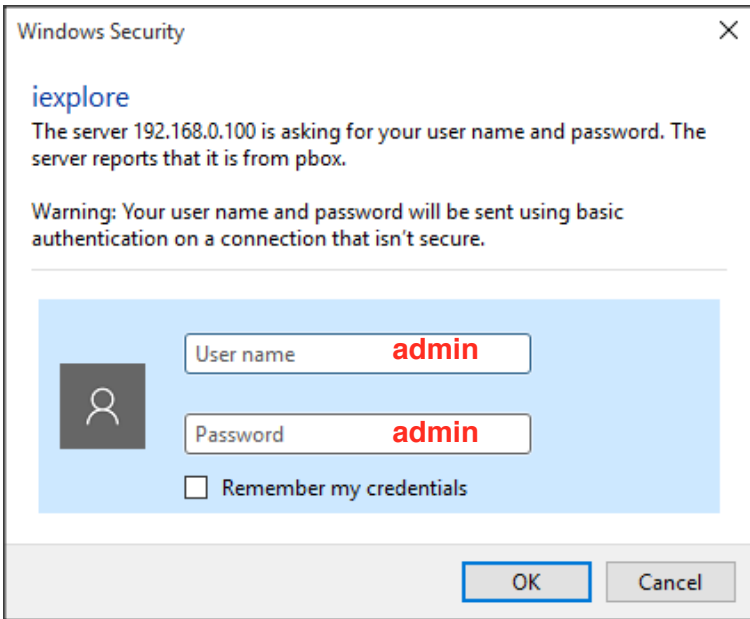 Windows Security
iexplore
The server 192.168.0.100 is asking for your user name and password. The
server reports that it is from pbox.
Warning: Your user name and password will be sent using basic
authentication on a connection that isn't secure.
User name admin
Password admin
Remember my credentials
OK Cancel